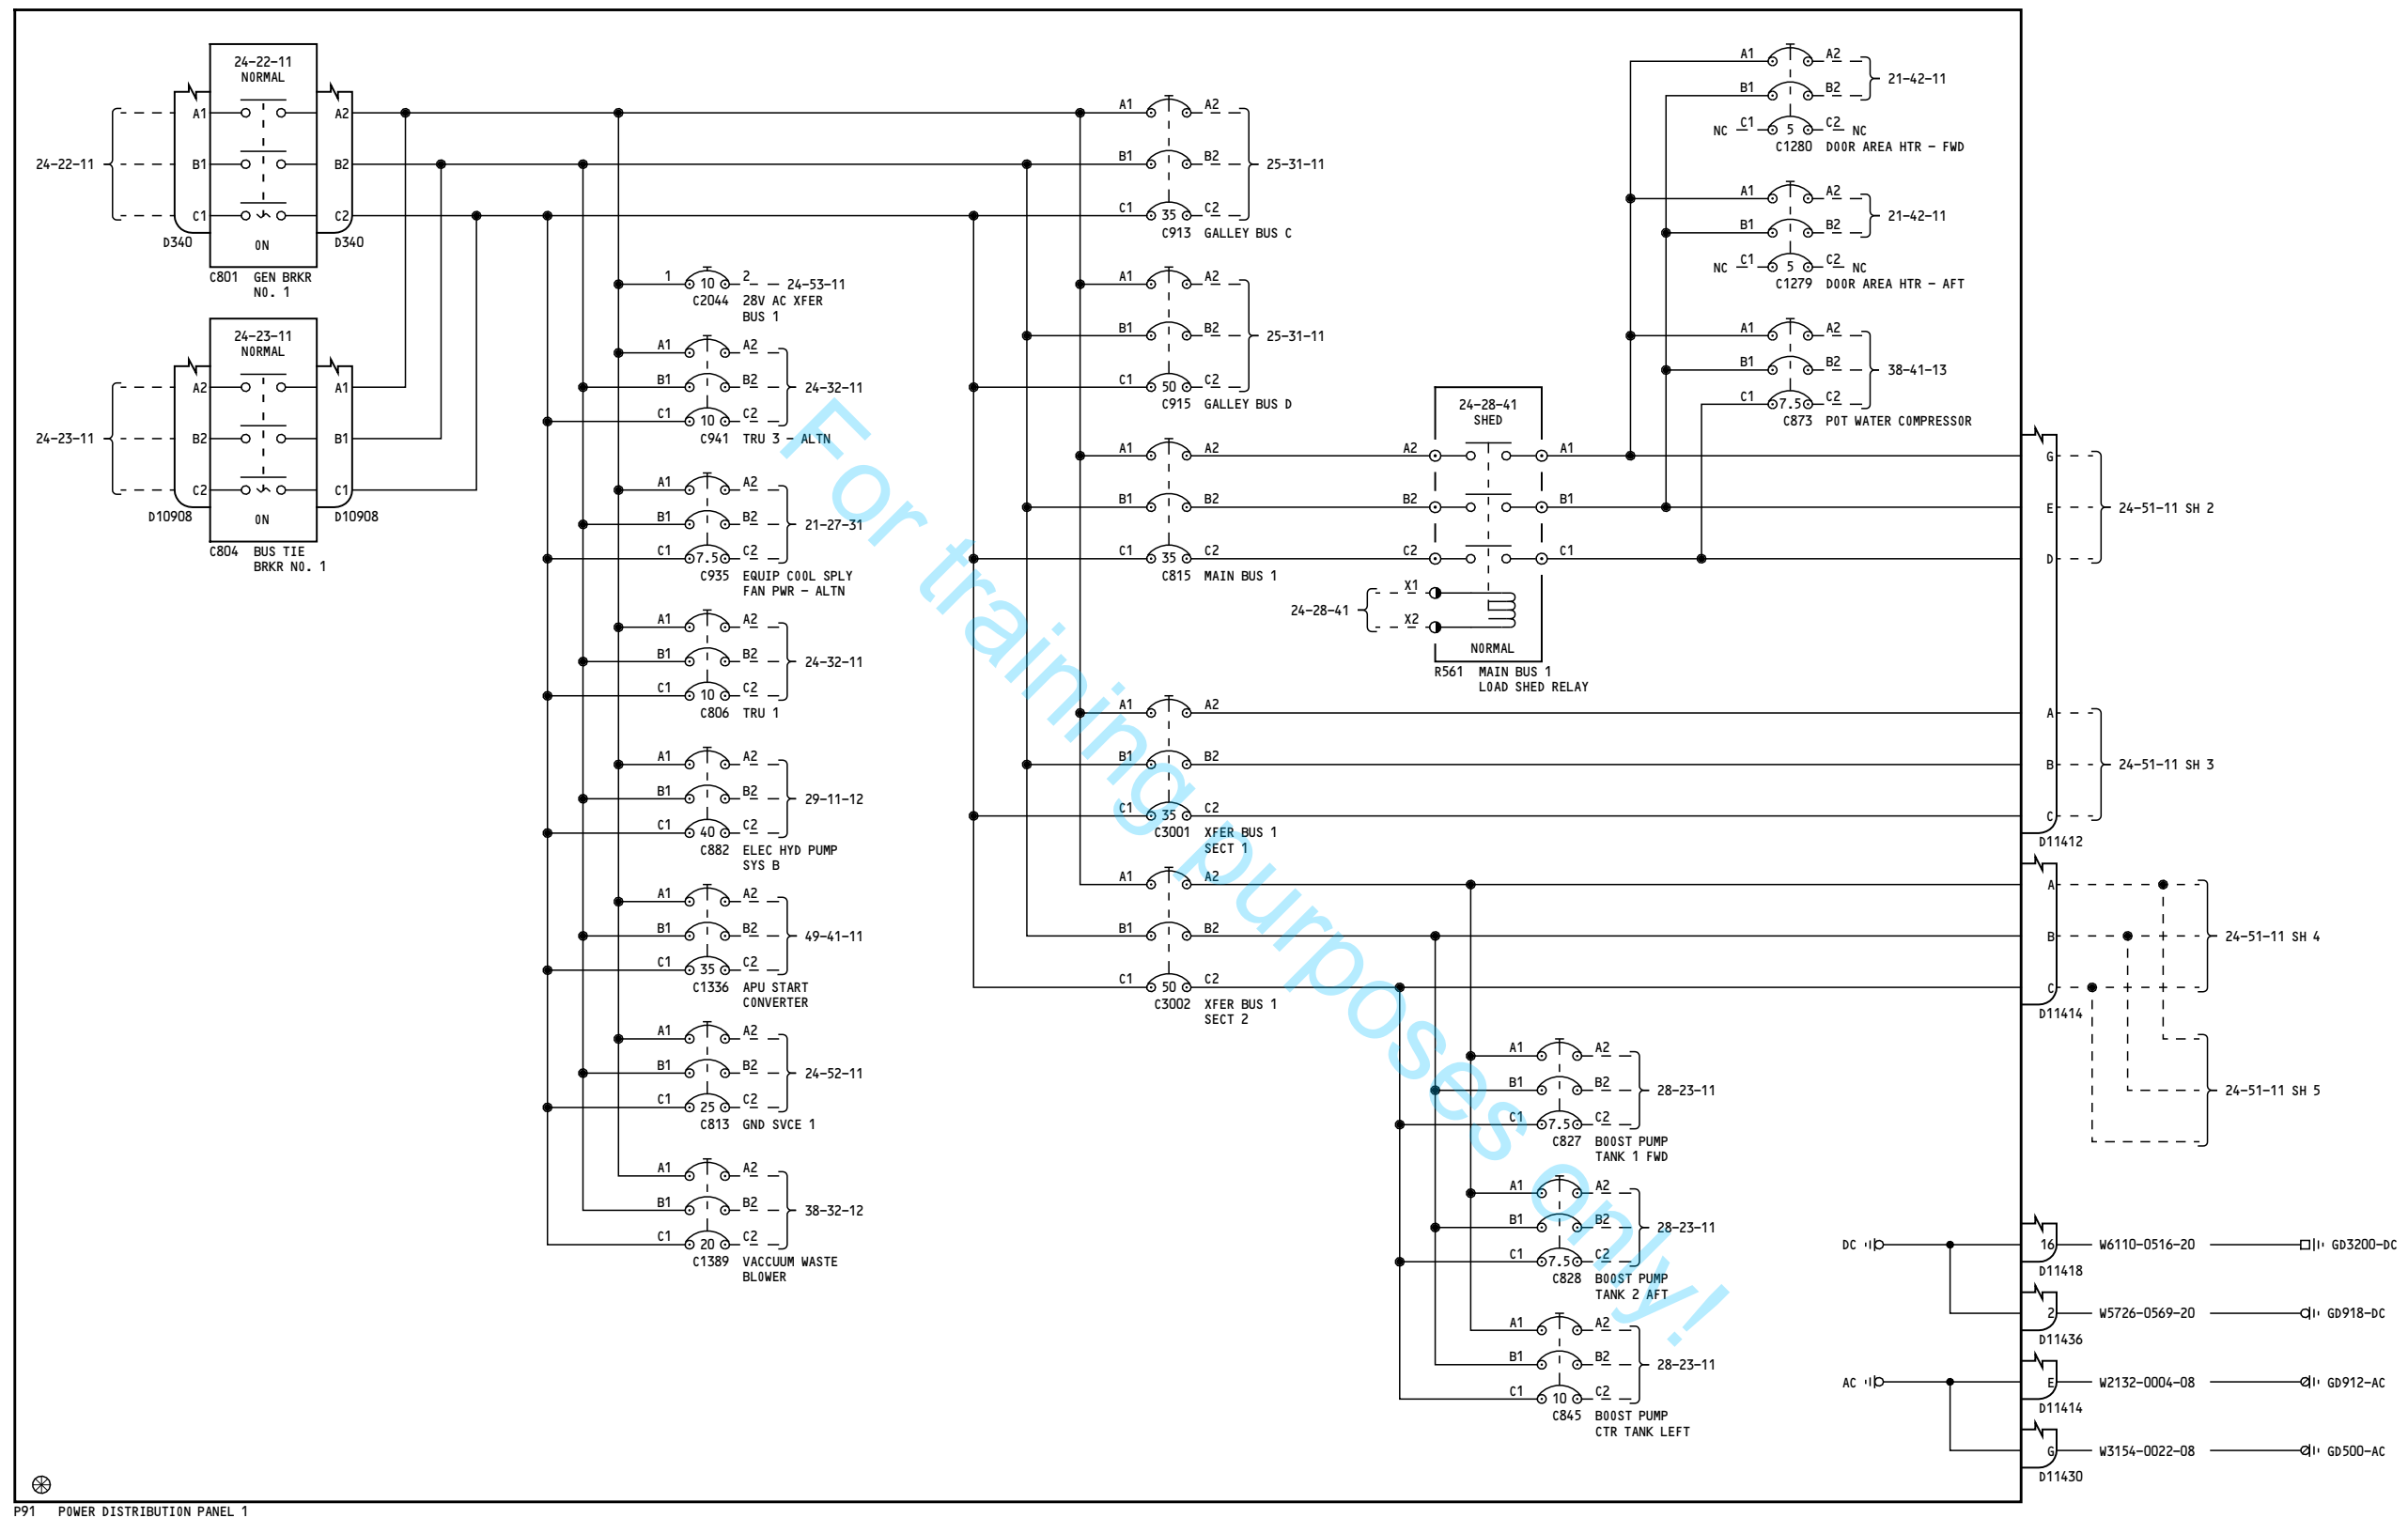 24-22-11
NORMAL
A1 A2
24-22-11 B1 B2
C1 C2
D340 ON D340
C801 GEN BRKR
NO. 1
24-23-11
NORMAL
A2 A1
24-23-11 B2 B1
C2 C1
D10908 ON D10908
C804 BUS TIE
BRKR NO. 1
1 10 2 24-53-11
C2044 28V AC XFER
BUS 1
A1 A2
B1 B2 24-32-11
C1 10 C2
C941 TRU 3 - ALTN
A1 A2
B1 B2 21-27-31
C1 7.5 C2
C935 EQUIP COOL SPLY
FAN PWR - ALTN
A1 A2
B1 B2 24-32-11
C1 10 C2
C806 TRU 1
A1 A2
B1 B2 29-11-12
C1 40 C2
C882 ELEC HYD PUMP
SYS B
A1 A2
B1 B2 49-41-11
C1 35 C2
C1336 APU START
CONVERTER
A1 A2
B1 B2 24-52-11
C1 25 C2
C813 GND SVCE 1
A1 A2
B1 B2 38-32-12
C1 20 C2
C1389 VACCUUM WASTE
BLOWER
A1 A2
B1 B2 25-31-11
C1 35 C2
C913 GALLEY BUS C
A1 A2
B1 B2 25-31-11
C1 50 C2
C915 GALLEY BUS D
A1 A2
B1 B2
C1 35 C2
C815 MAIN BUS 1
24-28-41
SHED
A2 A1
B2 B1
C2 C1
X1
24-28-41
X2
NORMAL
R561 MAIN BUS 1
LOAD SHED RELAY
A1 A2
B1 B2
C1 35 C2
C3001 XFER BUS 1
SECT 1
A1 A2
B1 B2
C1 50 C2
C3002 XFER BUS 1
SECT 2
A1 A2
B1 B2 28-23-11
C1 7.5 C2
C827 BOOST PUMP
TANK 1 FWD
A1 A2
B1 B2 28-23-11
C1 7.5 C2
C828 BOOST PUMP
TANK 2 AFT
A1 A2
B1 B2 28-23-11
C1 10 C2
C845 BOOST PUMP
CTR TANK LEFT
A1 A2
21-42-11
B1 B2
NC C1 5 C2 NC
C1280 DOOR AREA HTR - FWD
A1 A2
21-42-11
B1 B2
NC C1 5 C2 NC
C1279 DOOR AREA HTR - AFT
A1 A2
B1 B2 38-41-13
C1 7.5 C2
C873 POT WATER COMPRESSOR
G
E 24-51-11 SH 2
D
A
B 24-51-11 SH 3
C
D11412
A
B 24-51-11 SH 4
C
D11414
24-51-11 SH 5
DC 16 W6110-0516-20 GD3200-DC
D11418
2 W5726-0569-20 GD918-DC
D11436
AC E W2132-0004-08 GD912-AC
D11414
G W3154-0022-08 GD500-AC
D11430
P91 POWER DISTRIBUTION PANEL 1
For training purposes only!